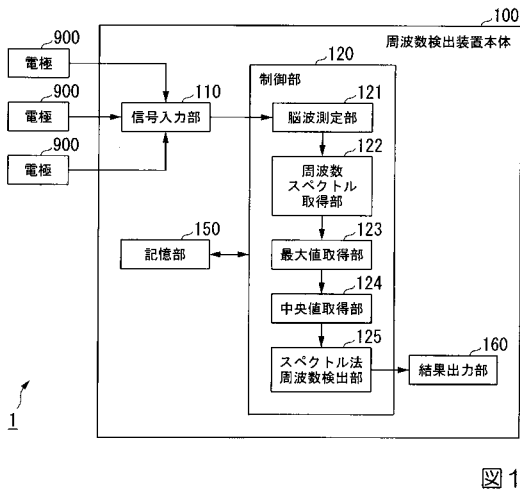 100
周波数検出装置本体
900
電極
900
電極
900
電極
110
信号入力部
120
制御部
121
脳波測定部
122
周波数
スペクトル
取得部
123
最大値取得部
124
中央値取得部
125
スペクトル法
周波数検出部
150
記憶部
160
結果出力部
1
図1